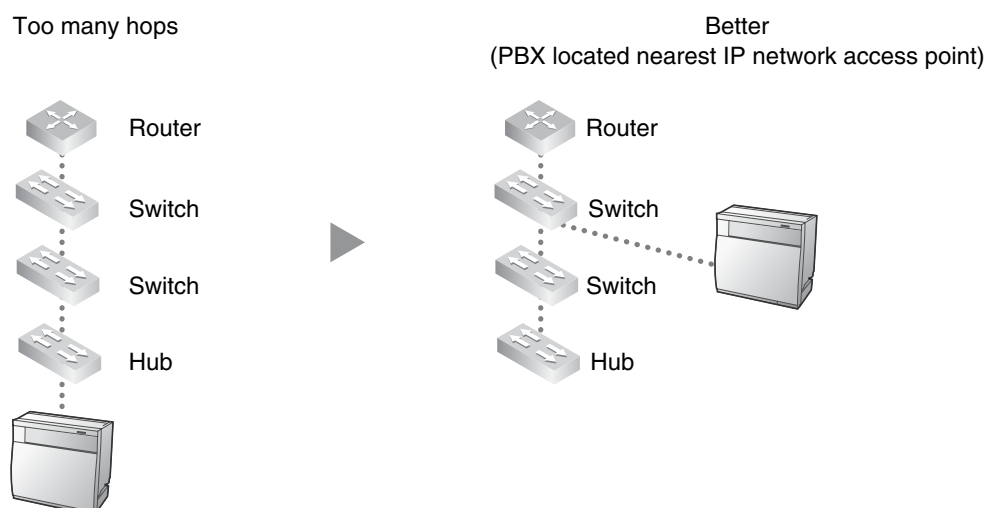 Too many hops
Router
Switch
Switch
Hub
Better
(PBX located nearest IP network access point)
Router
Switch
Switch
Hub